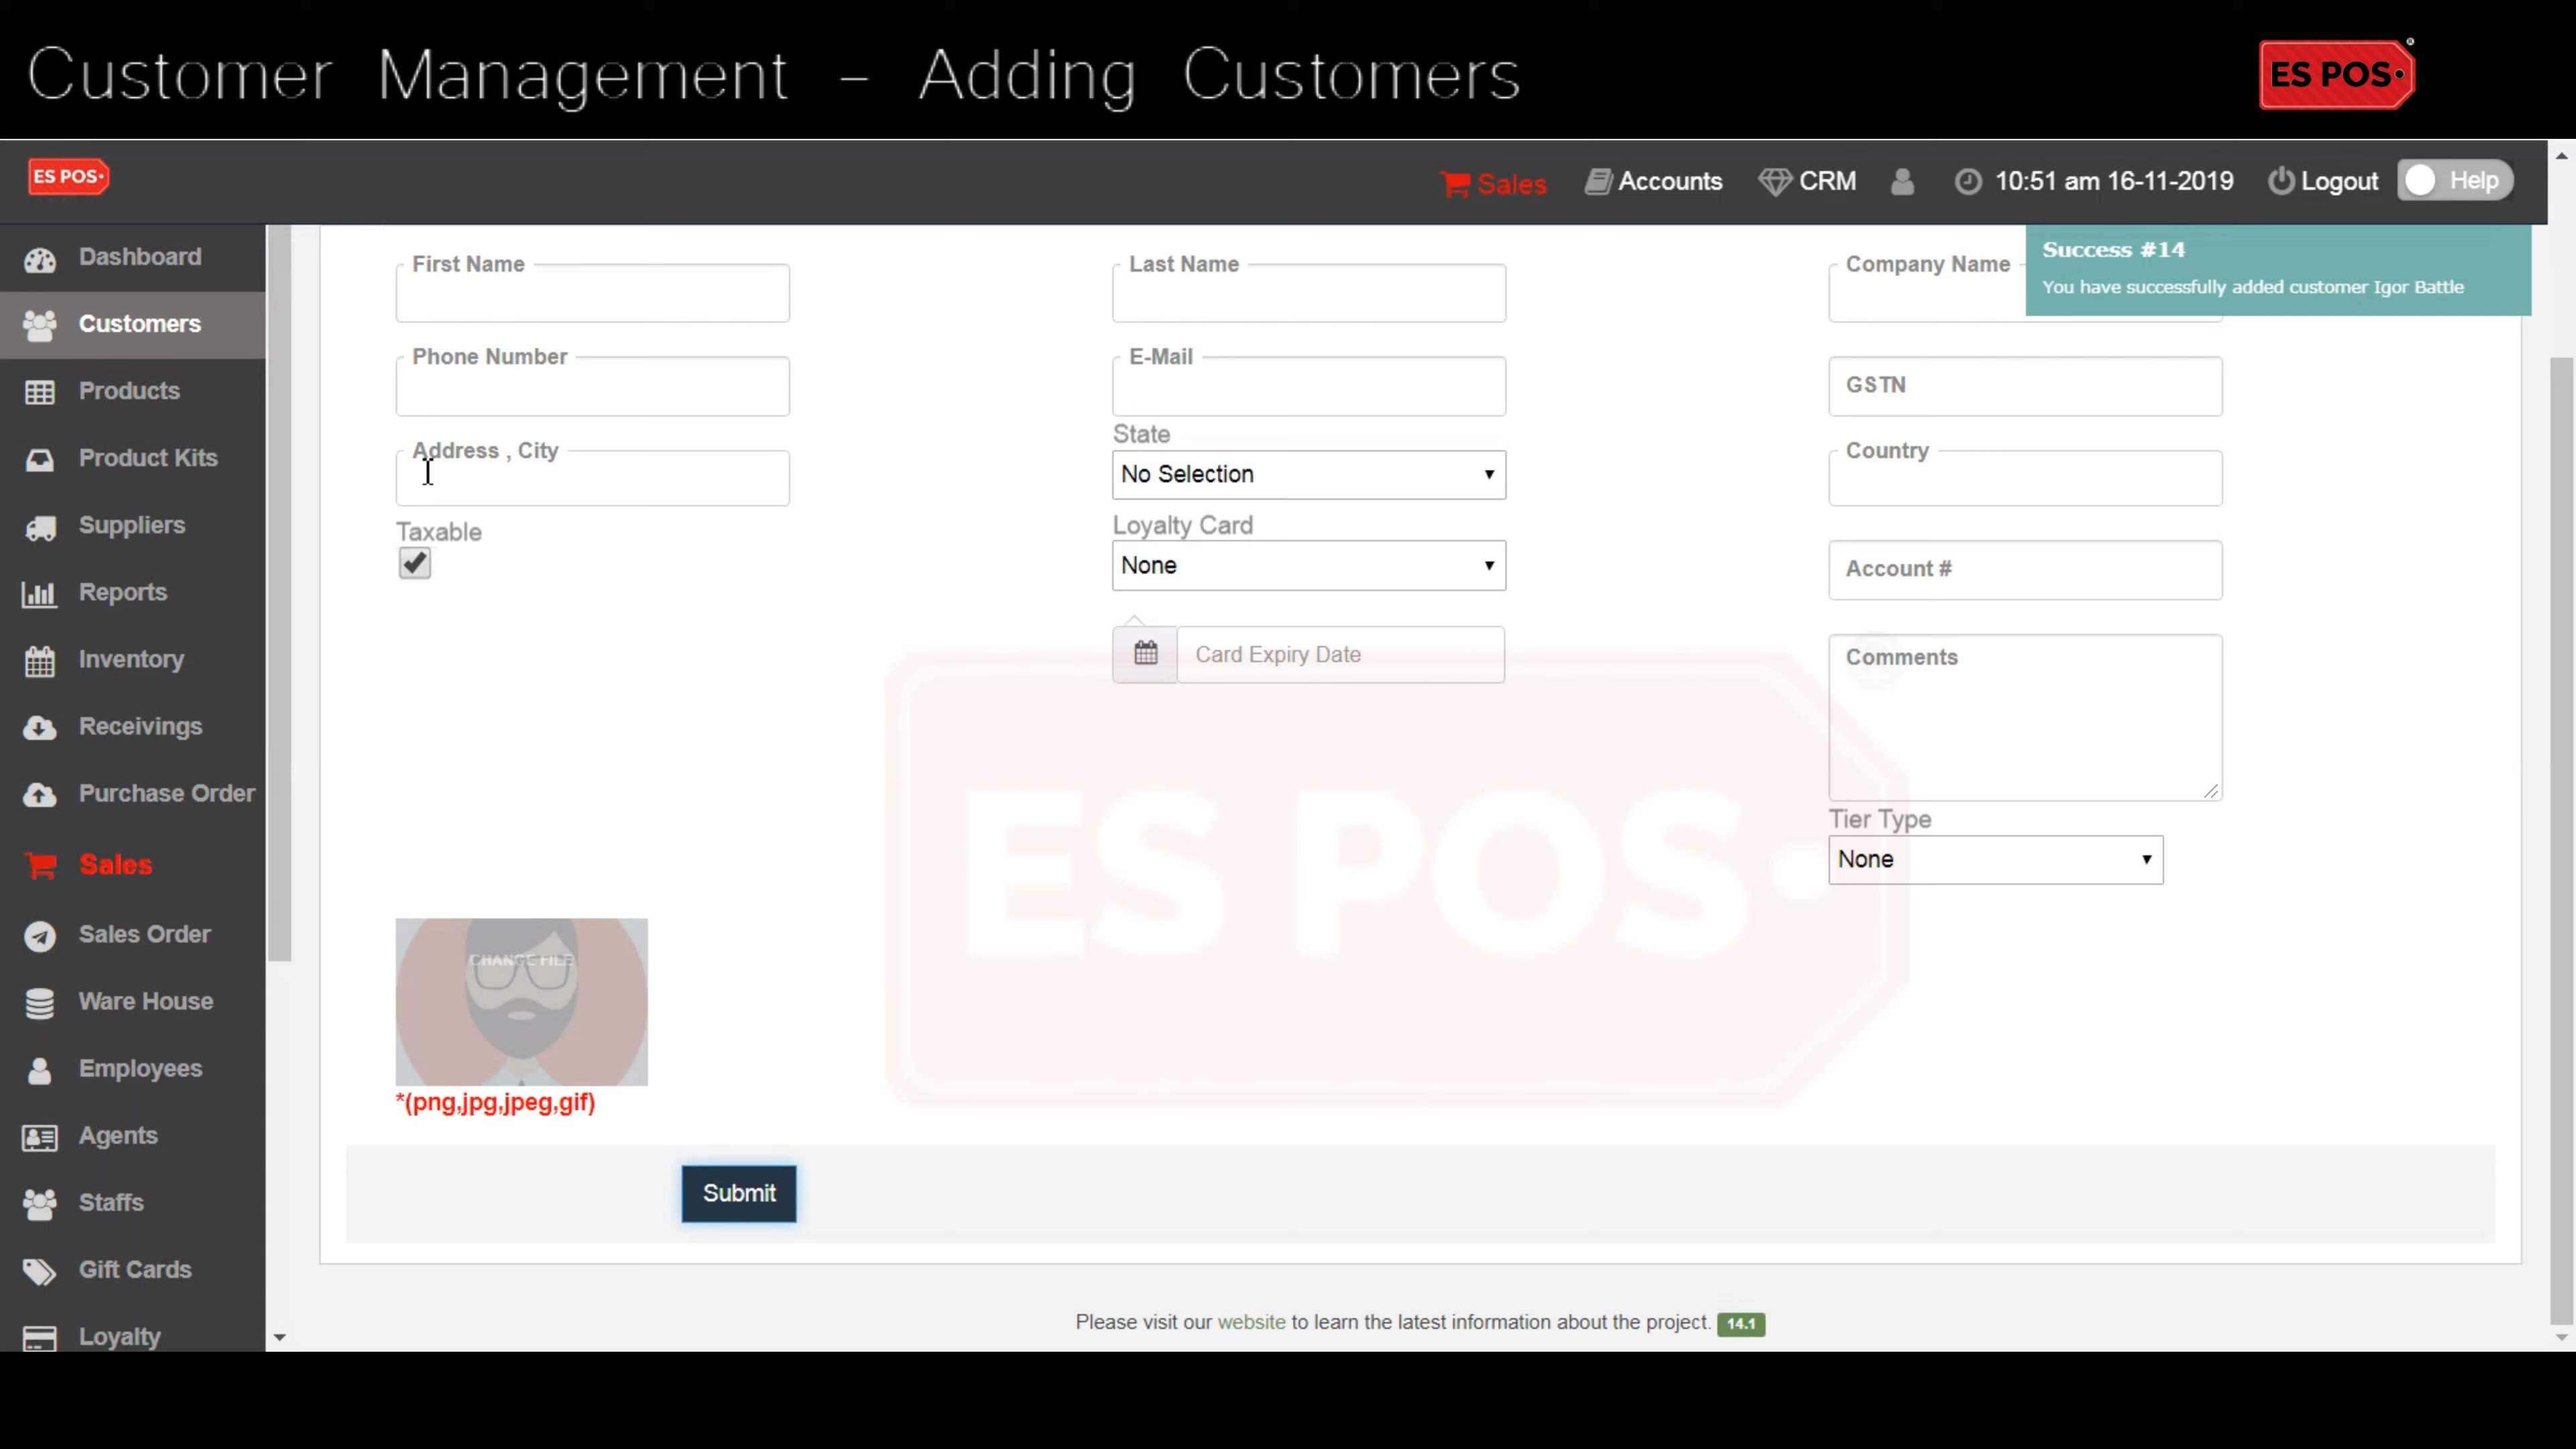 Customer Management - Adding Customers
ES POS
ES POS
Sales
Accounts
CRM
10:51 am 16-11-2019
Logout
Help
Dashboard
Customers
Products
Product Kits
Suppliers
Reports
Inventory
Receivings
Purchase Order
Sales
Sales Order
Ware House
Employees
Agents
Staffs
Gift Cards
Loyalty
Success #14
You have successfully added customer Igor Battle
First Name
Last Name
Company Name
Phone Number
E-Mail
GSTN
Address , City
State
No Selection
Country
Taxable
Loyalty Card
None
Account #
Card Expiry Date
Comments
Tier Type
None
ES POS
CHANGE FILE
*(png,jpg,jpeg,gif)
Submit
Please visit our website to learn the latest information about the project. 14.1